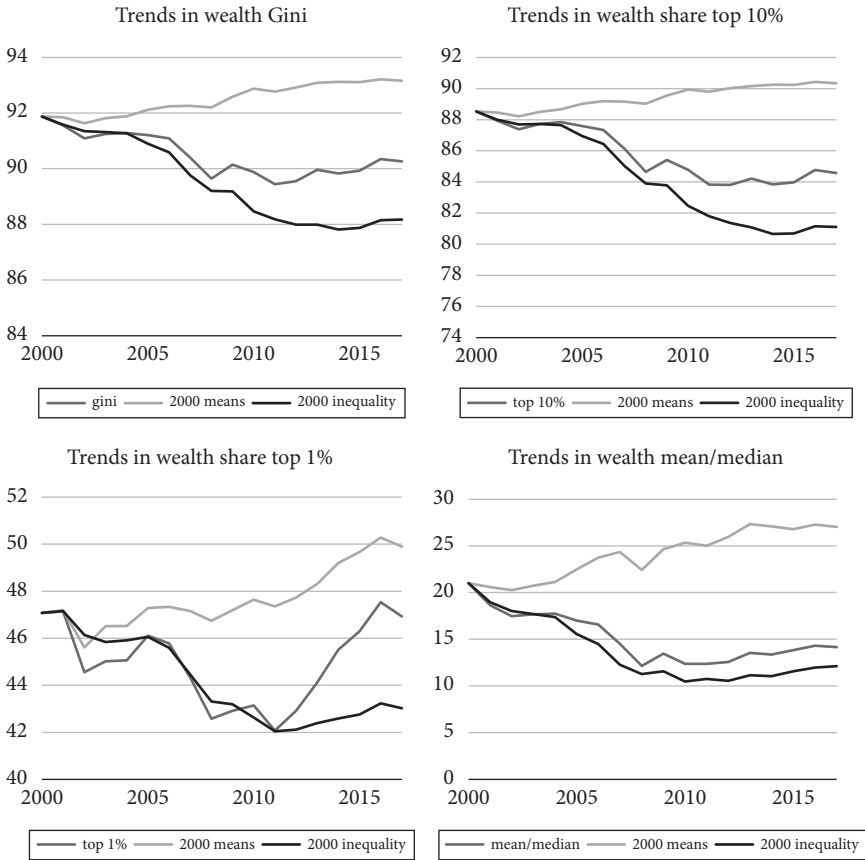 Trends in wealth Gini
94
92
90
88
86
84
2000 2005 2010 2015
gini 2000 means 2000 inequality
Trends in wealth share top 10%
92
90
88
86
84
82
80
78
76
74
2000 2005 2010 2015
top 10% 2000 means 2000 inequality
Trends in wealth share top 1%
52
50
48
46
43
42
40
2000 2005 2010 2015
top 1% 2000 means 2000 inequality
Trends in wealth mean/median
30
25
20
15
10
5
0
2000 2005 2010 2015
mean/median 2000 means 2000 inequality